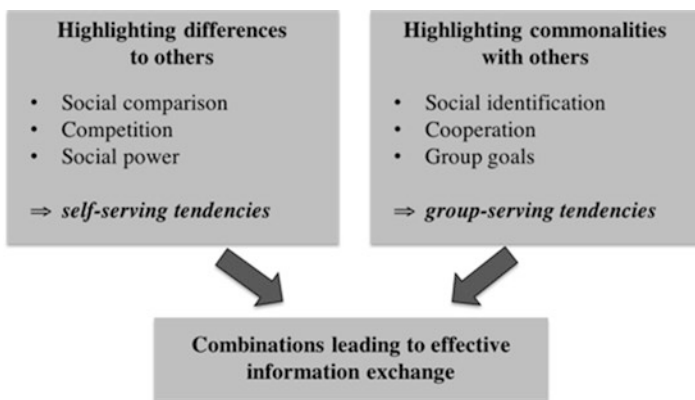 Highlighting differences
to others
• Social comparison
• Competition
• Social power
⇒ self-serving tendencies
Highlighting commonalities
with others
• Social identification
• Cooperation
• Group goals
⇒ group-serving tendencies
Combinations leading to effective
information exchange